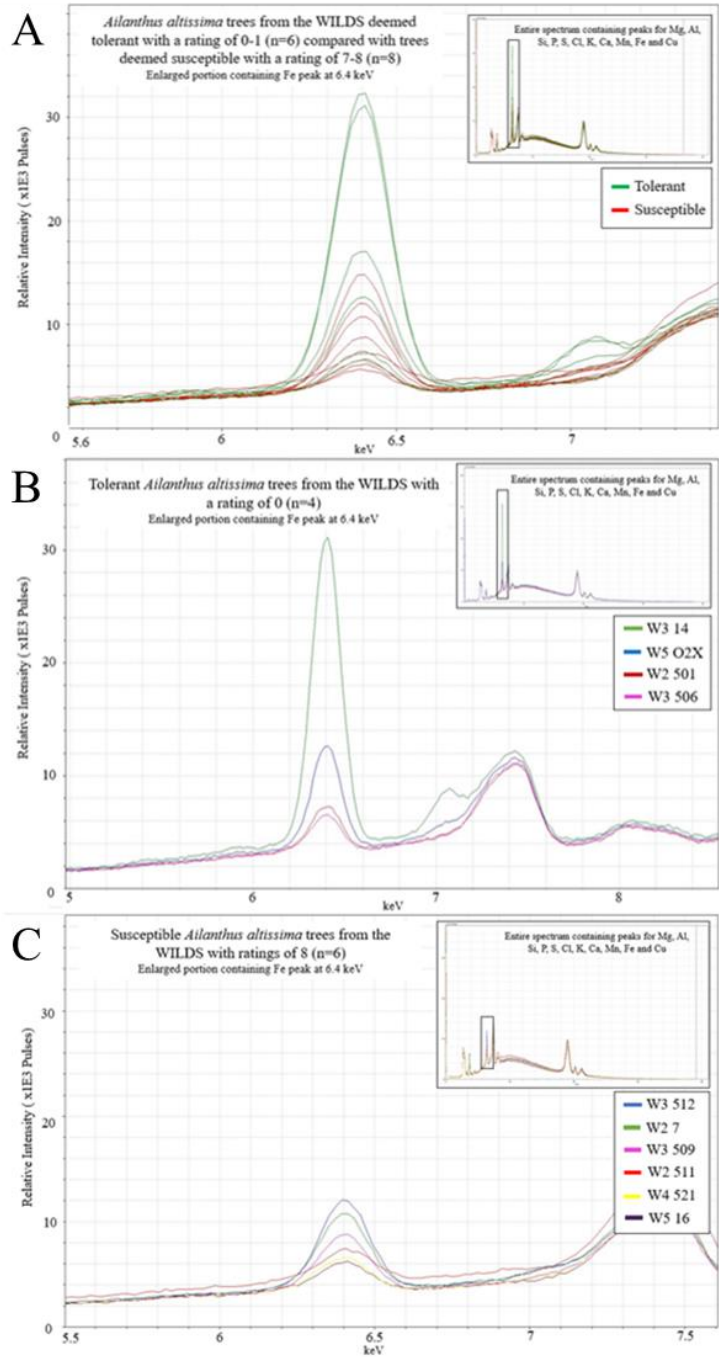 A
Ailanthus altissima trees from the WILDS deemed
tolerant with a rating of 0-1 (n=6) compared with trees
deemed susceptible with a rating of 7-8 (n=8)
Enlarged portion containing Fe peak at 6.4 keV
Entire spectrum containing peaks for Mg, Al,
Si, P, S, Cl, K, Ca, Mn, Fe and Cu
Tolerant
Susceptible
Relative Intensity ( x1E3 Pulses)
30
20
10
0
5.6
6
6.5
7
keV
B
Tolerant Ailanthus altissima trees from the WILDS with
a rating of 0 (n=4)
Enlarged portion containing Fe peak at 6.4 keV
Entire spectrum containing peaks for Mg, Al,
Si, P, S, Cl, K, Ca, Mn, Fe and Cu
W3 14
W5 O2X
W2 501
W3 506
Relative Intensity ( x1E3 Pulses)
30
20
10
0
5
6
7
8
keV
C
Susceptible Ailanthus altissima trees from the
WILDS with ratings of 8 (n=6)
Enlarged portion containing Fe peak at 6.4 keV
Entire spectrum containing peaks for Mg, Al,
Si, P, S, Cl, K, Ca, Mn, Fe and Cu
W3 512
W2 7
W3 509
W2 511
W4 521
W5 16
Relative Intensity ( x1E3 Pulses)
30
20
10
0
5.5
6
6.5
7
7.5
keV